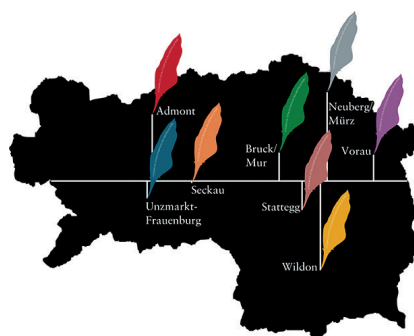 Admont
Neuberg/
Mürz
Bruck/
Mur
Vorau
Seckau
Unzmarkt-
Frauenburg
Stattegg
Wildon